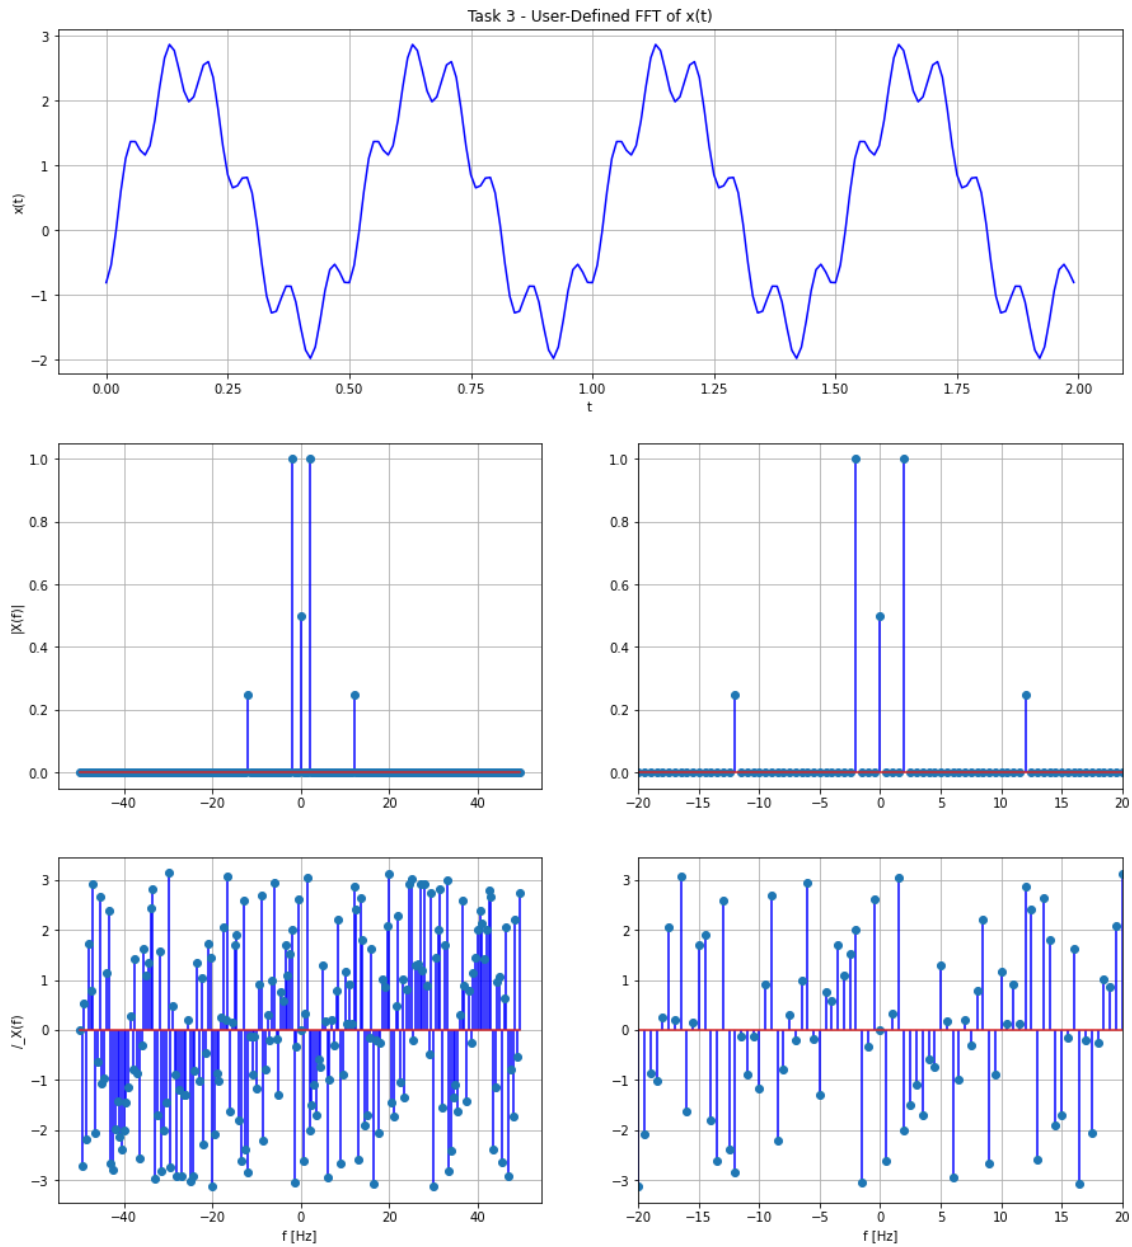 Task 3 - User-Defined FFT of x(t)
3
2
1
0
−1
−2
x(t)
0.00 0.25 0.50 0.75 1.00 1.25 1.50 1.75 2.00
t
1.0
0.8
0.6
0.4
0.2
0.0
|X(f)|
−40 −20 0 20 40
1.0
0.8
0.6
0.4
0.2
0.0
−20 −15 −10 −5 0 5 10 15 20
3
2
1
0
−1
−2
−3
/_X(f)
−40 −20 0 20 40
f [Hz]
3
2
1
0
−1
−2
−3
−20 −15 −10 −5 0 5 10 15 20
f [Hz]